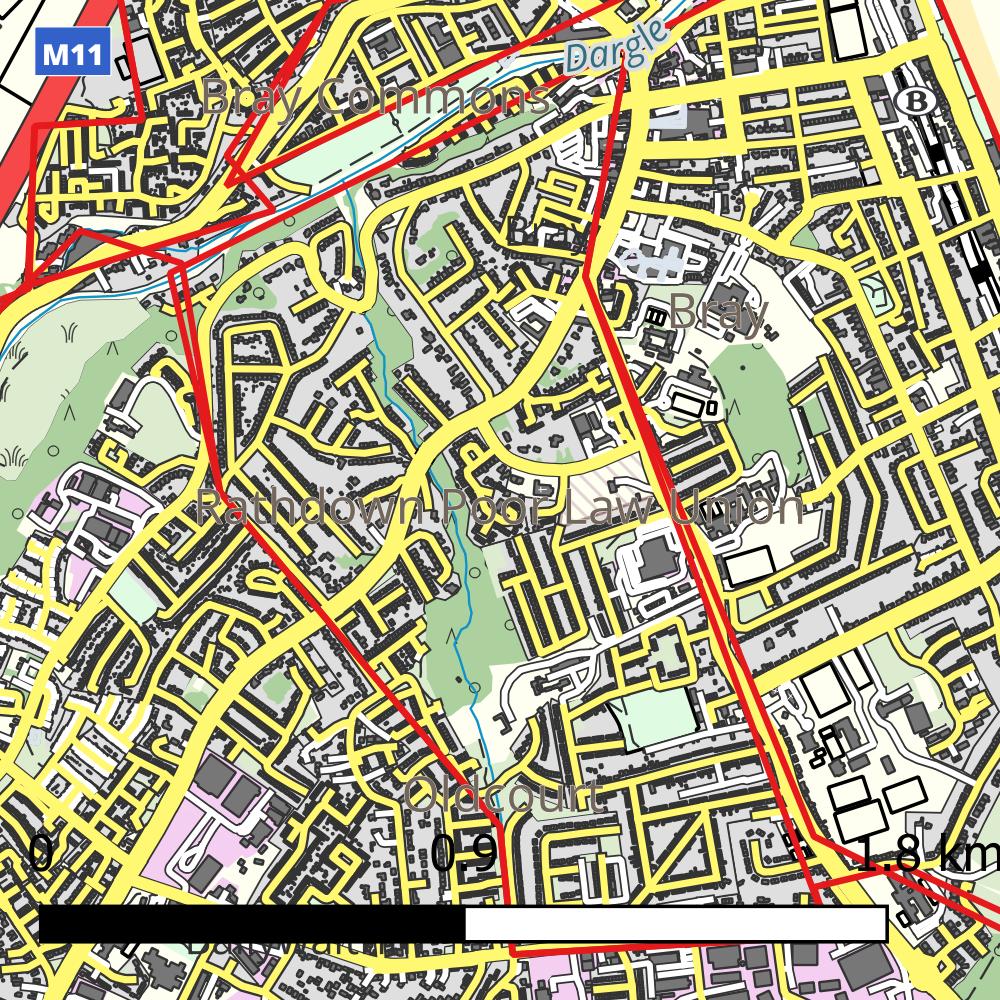 M11
Dargle
Bray Commons
B
Bray
Rathdown Poor Law Union
Oldcourt
0
0.9
1.8 km